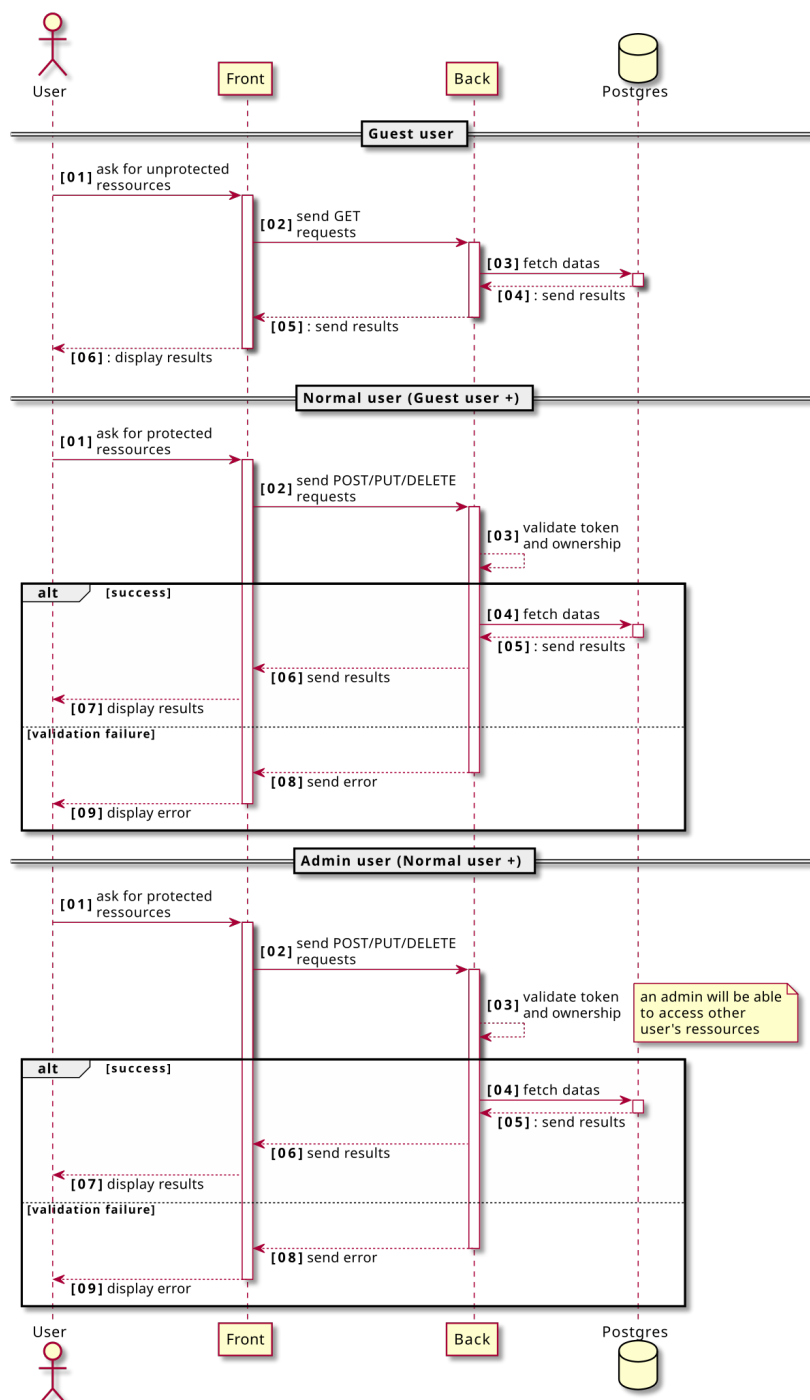 User
Front
Back
Postgres
Guest user
[01] ask for unprotected
ressources
[02] send GET
requests
[03] fetch datas
[04] : send results
[05] : send results
[06] : display results
Normal user (Guest user +)
[01] ask for protected
ressources
[02] send POST/PUT/DELETE
requests
[03] validate token
and ownership
alt [success]
[04] fetch datas
[05] : send results
[06] send results
[07] display results
[validation failure]
[08] send error
[09] display error
Admin user (Normal user +)
[01] ask for protected
ressources
[02] send POST/PUT/DELETE
requests
[03] validate token
and ownership
an admin will be able
to access other
user's ressources
alt [success]
[04] fetch datas
[05] : send results
[06] send results
[07] display results
[validation failure]
[08] send error
[09] display error
User
Front
Back
Postgres